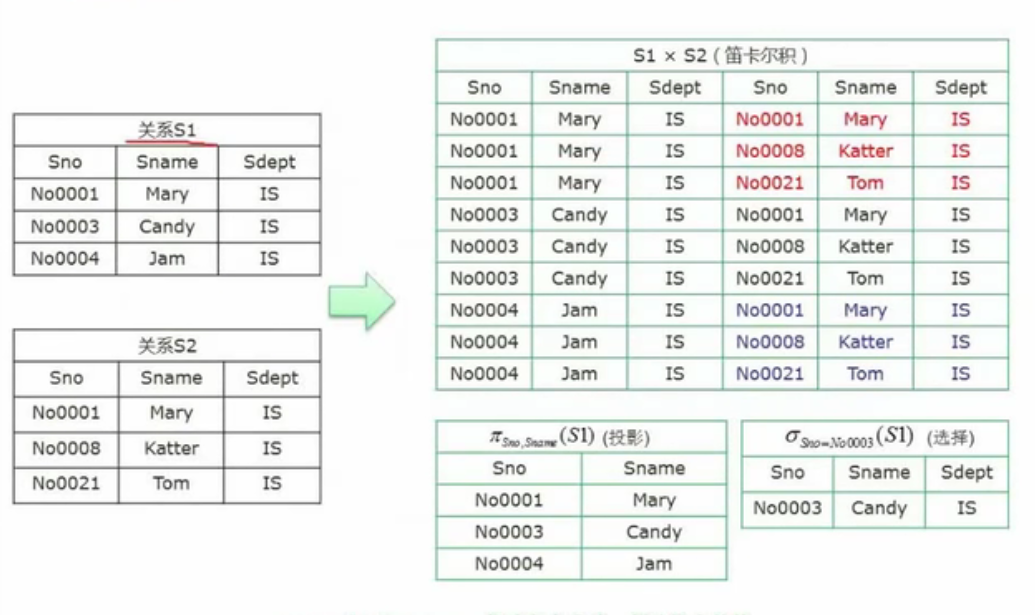 关系S1
Sno Sname Sdept
No0001 Mary IS
No0003 Candy IS
No0004 Jam IS
关系S2
Sno Sname Sdept
No0001 Mary IS
No0008 Katter IS
No0021 Tom IS
S1 × S2 ( 笛卡尔积 )
Sno Sname Sdept Sno Sname Sdept
No0001 Mary IS No0001 Mary IS
No0001 Mary IS No0008 Katter IS
No0001 Mary IS No0021 Tom IS
No0003 Candy IS No0001 Mary IS
No0003 Candy IS No0008 Katter IS
No0003 Candy IS No0021 Tom IS
No0004 Jam IS No0001 Mary IS
No0004 Jam IS No0008 Katter IS
No0004 Jam IS No0021 Tom IS
π Sno,Sname (S1) (投影)
Sno Sname
No0001 Mary
No0003 Candy
No0004 Jam
σ Sno=No0003 (S1) (选择)
Sno Sname Sdept
No0003 Candy IS